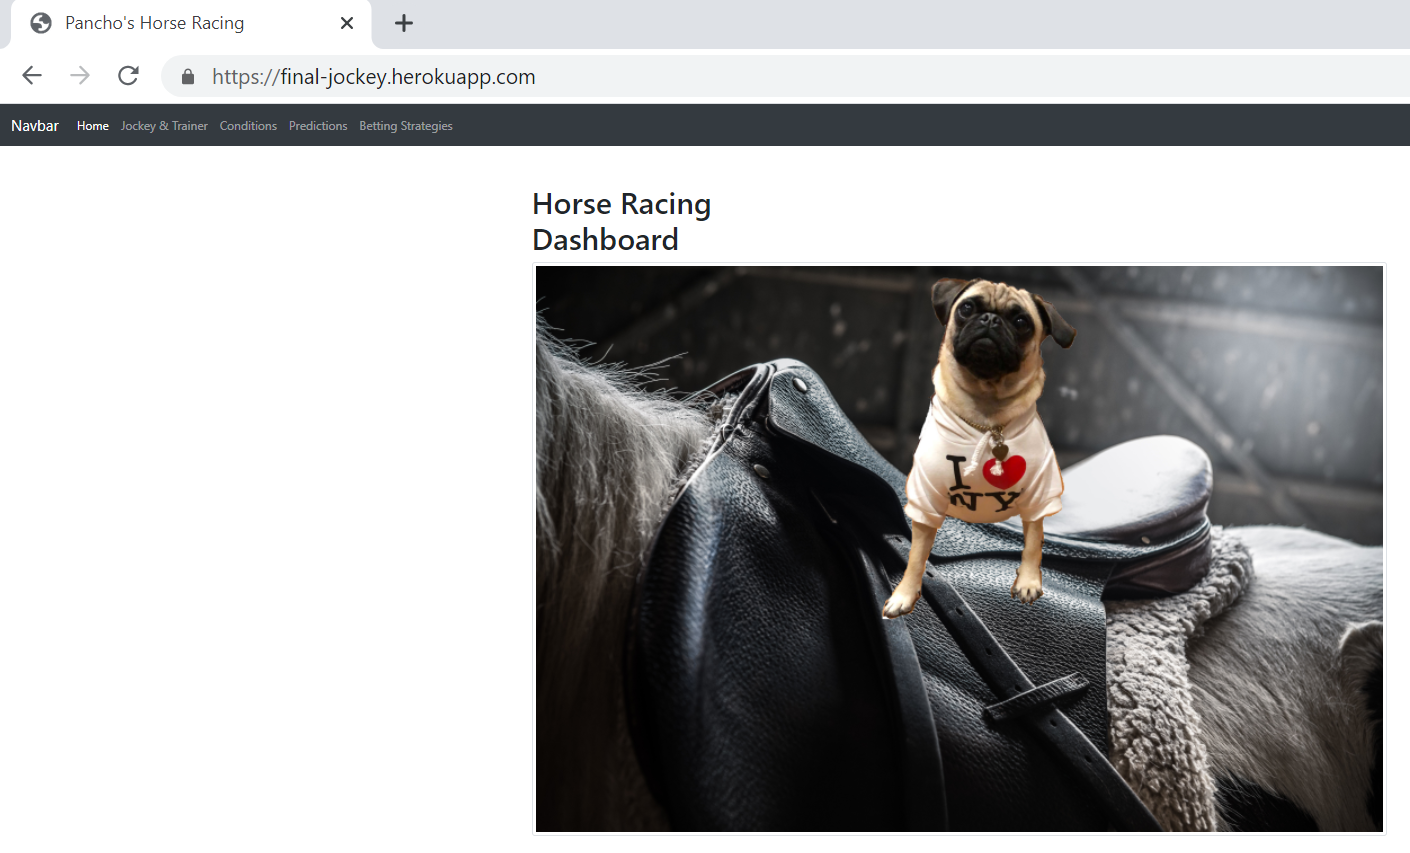 Pancho's Horse Racing
https://final-jockey.herokuapp.com
Navbar Home Jockey & Trainer Conditions Predictions Betting Strategies
Horse Racing
Dashboard
I
NY